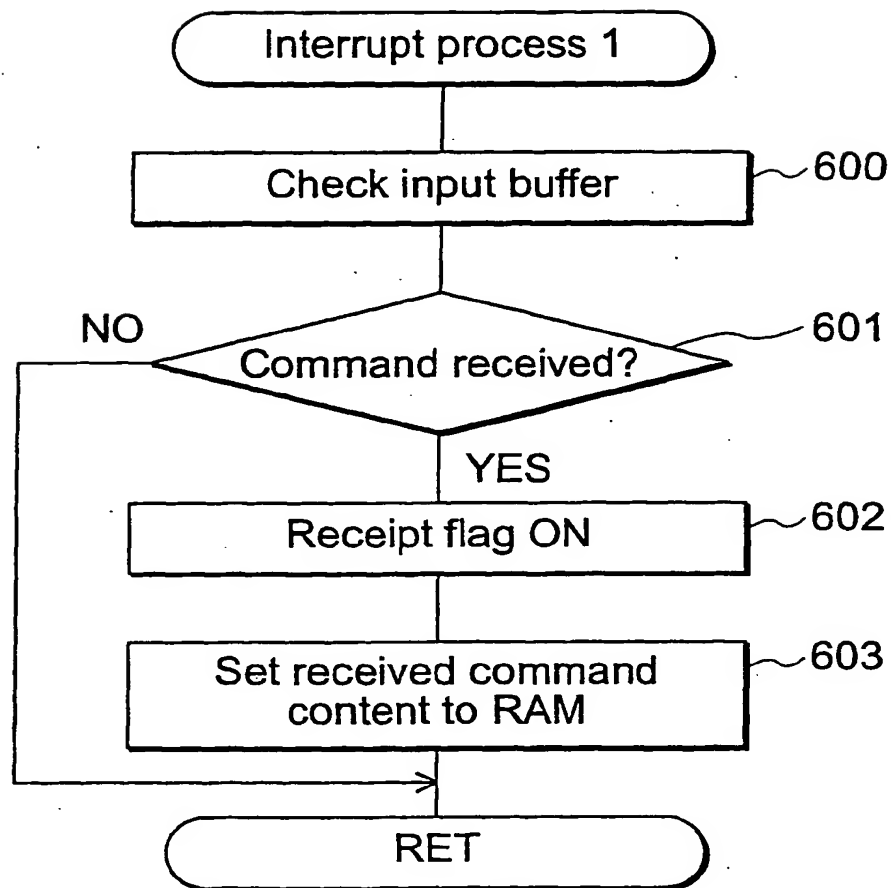 Interrupt process 1
Check input buffer
600
NO
Command received?
601
YES
Receipt flag ON
602
Set received command
content to RAM
603
RET